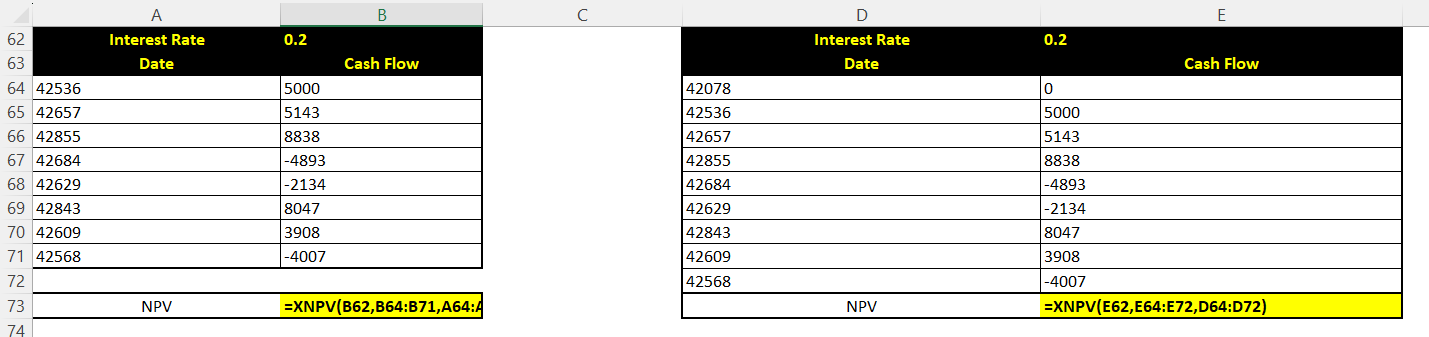 A B C D E
62 Interest Rate 0.2 Interest Rate 0.2
63 Date Cash Flow Date Cash Flow
64 42536 5000 42078 0
65 42657 5143 42536 5000
66 42855 8838 42657 5143
67 42684 -4893 42855 8838
68 42629 -2134 42684 -4893
69 42843 8047 42629 -2134
70 42609 3908 42843 8047
71 42568 -4007 42609 3908
72 42568 -4007
73 NPV =XNPV(B62,B64:B71,A64:A NPV =XNPV(E62,E64:E72,D64:D72)
74